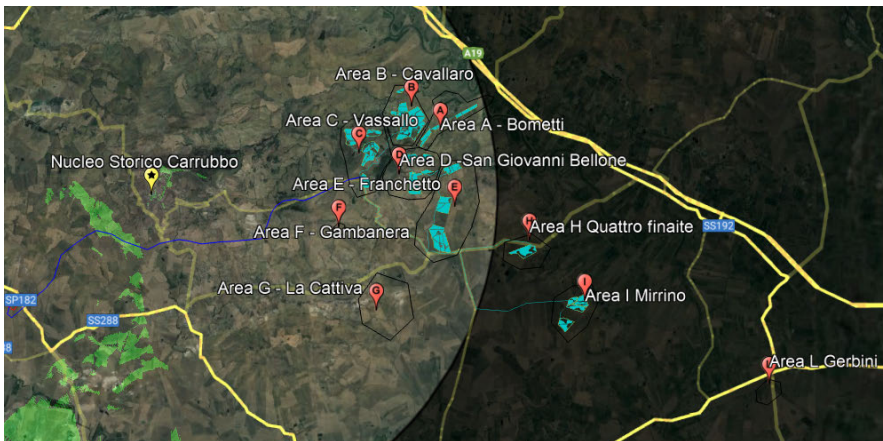 A19
Area B - Cavallaro
B
A
Area C - Vassallo
Area A - Bometti
C
Nucleo Storico Carrubbo
D
Area D -San Giovanni Bellone
Area E - Franchetto
E
F
Area F - Gambanera
H
Area H Quattro finaite
SS192
Area G - La Cattiva
G
I
Area I Mirrino
SP182
SS288
38
Area L Gerbini